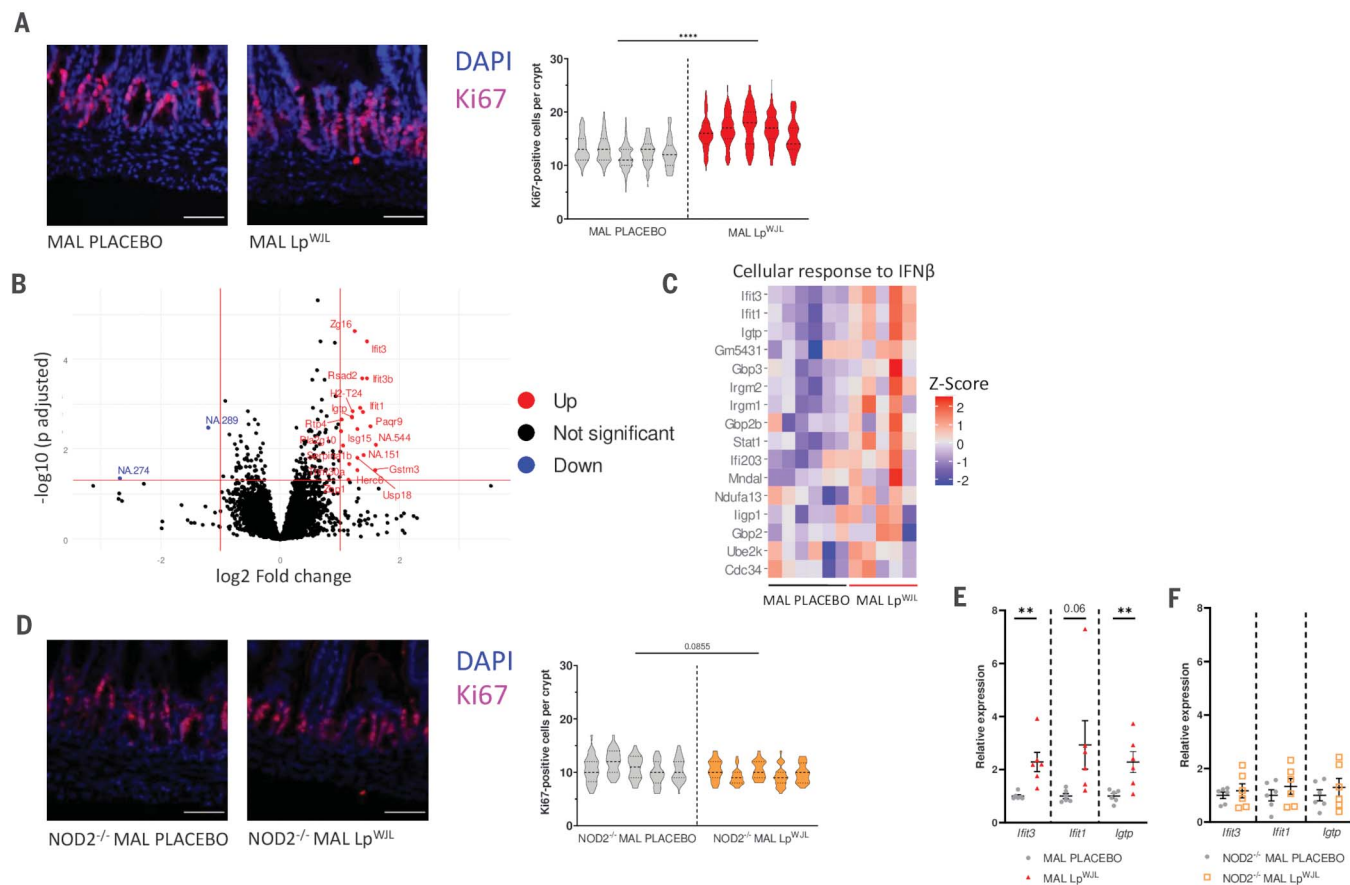 A
DAPI
Ki67
MAL PLACEBO
MAL Lp^WJL
****
Ki67-positive cells per crypt
30
20
10
0
MAL PLACEBO
MAL Lp^WJL
B
-log10 (p adjusted)
4
2
0
-2
0
2
log2 Fold change
Zg16
Ifit3
Rsad2
Ifit3b
H2-T24
Igtp
Ifit1
Rtp4
Paqr9
Isg15
NA.544
NA.151
Gstm3
Herc6
Usp18
NA.289
NA.274
Up
Not significant
Down
C
Cellular response to IFNβ
Ifit3
Ifit1
Igtp
Gm5431
Gbp3
Irgm2
Irgm1
Gbp2b
Stat1
Ifi203
Mndal
Ndufa13
Iigp1
Gbp2
Ube2k
Cdc34
MAL PLACEBO
MAL Lp^WJL
Z-Score
2
1
0
-1
-2
D
DAPI
Ki67
NOD2^-/- MAL PLACEBO
NOD2^-/- MAL Lp^WJL
0.0855
Ki67-positive cells per crypt
30
20
10
0
NOD2^-/- MAL PLACEBO
NOD2^-/- MAL Lp^WJL
E
Relative expression
8
6
4
2
0
**
0.06
**
Ifit3
Ifit1
Igtp
MAL PLACEBO
MAL Lp^WJL
F
Relative expression
8
6
4
2
0
Ifit3
Ifit1
Igtp
NOD2^-/- MAL PLACEBO
NOD2^-/- MAL Lp^WJL